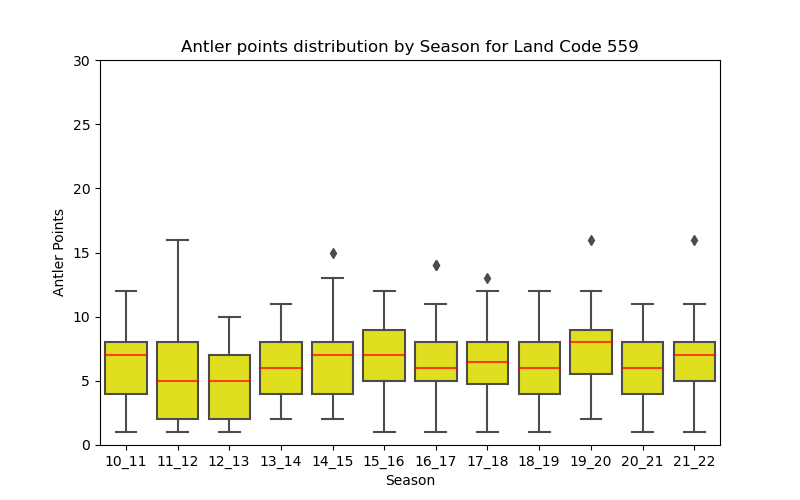 Antler points distribution by Season for Land Code 559
30
25
20
15
10
5
0
Antler Points
10_11 11_12 12_13 13_14 14_15 15_16 16_17 17_18 18_19 19_20 20_21 21_22
Season